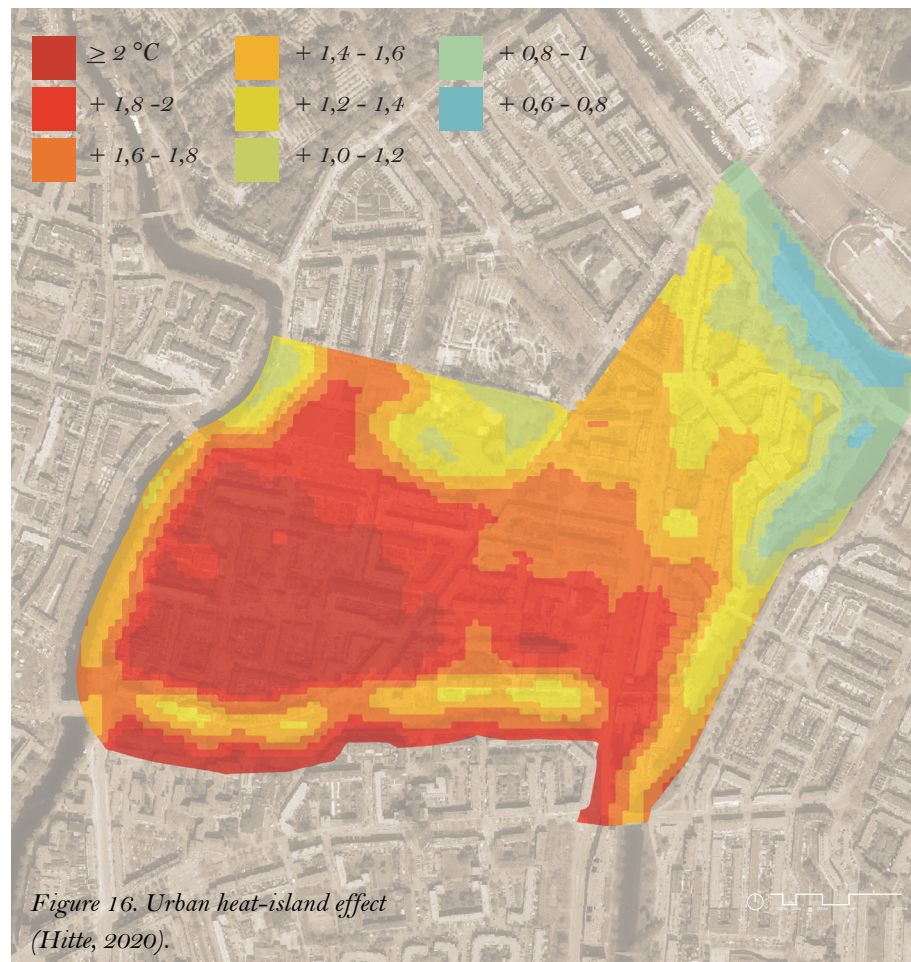 ≥ 2 °C
+ 1,8 -2
+ 1,6 - 1,8
+ 1,4 - 1,6
+ 1,2 - 1,4
+ 1,0 - 1,2
+ 0,8 - 1
+ 0,6 - 0,8
Figure 16. Urban heat-island effect
(Hitte, 2020).